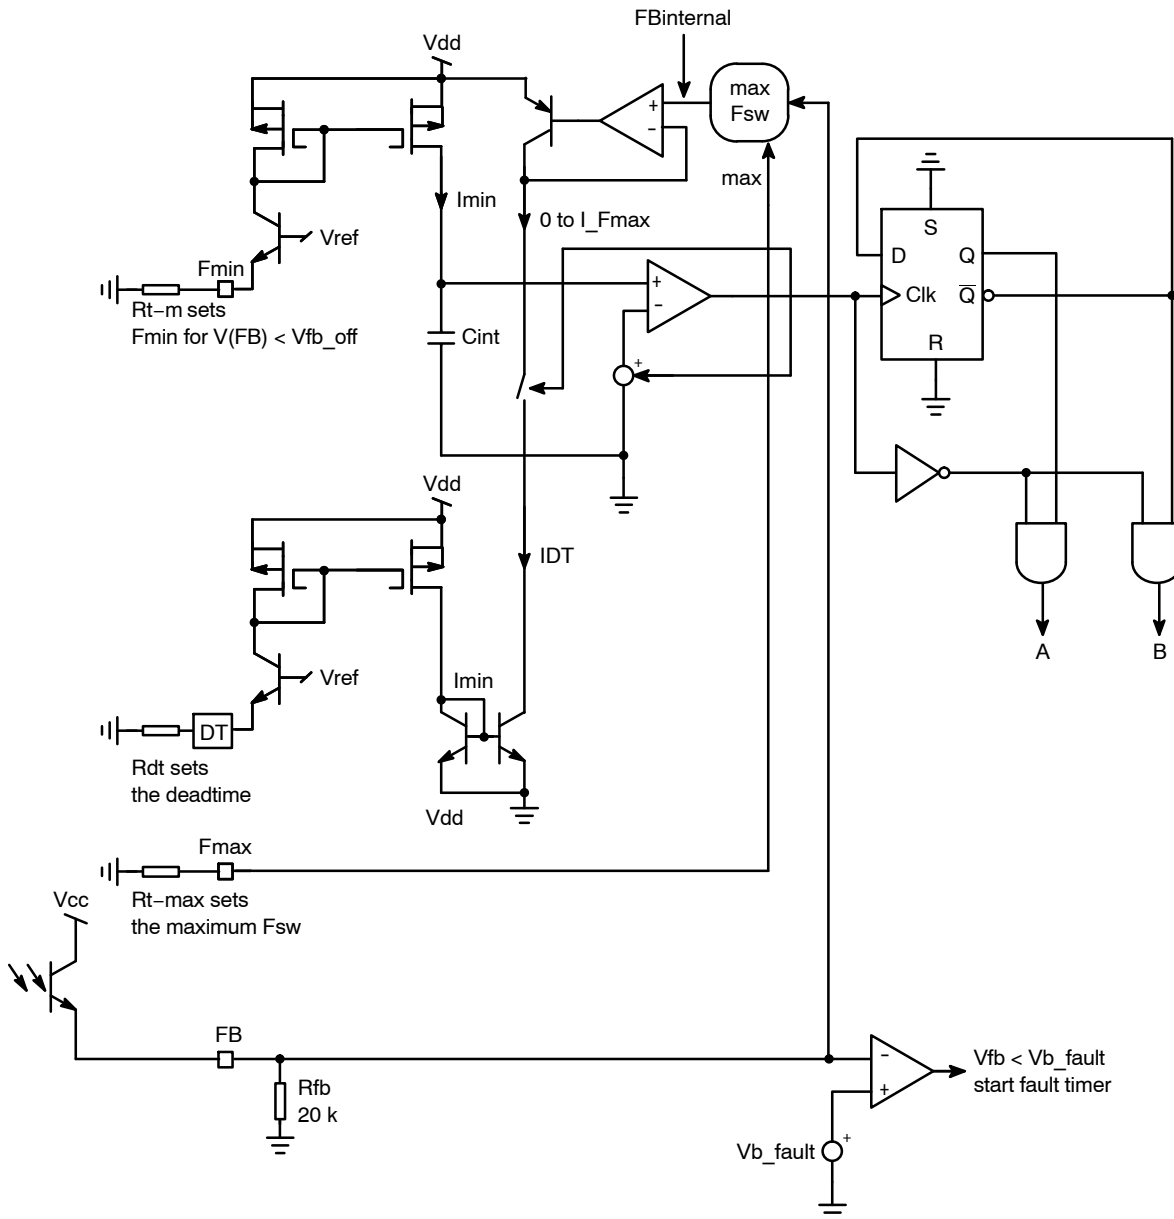 FBinternal
Vdd
max
Fsw
+
-
max
Imin
0 to I_Fmax
Vref
Fmin
Rt-m sets
Fmin for V(FB) < Vfb_off
Cint
+
-
+
S
D
Q
Clk
Q
R
Vdd
IDT
A
B
Vref
Imin
DT
Rdt sets
the deadtime
Vdd
Fmax
Rt-max sets
the maximum Fsw
Vcc
FB
Rfb
20 k
-
+
Vfb < Vb_fault
start fault timer
Vb_fault
+